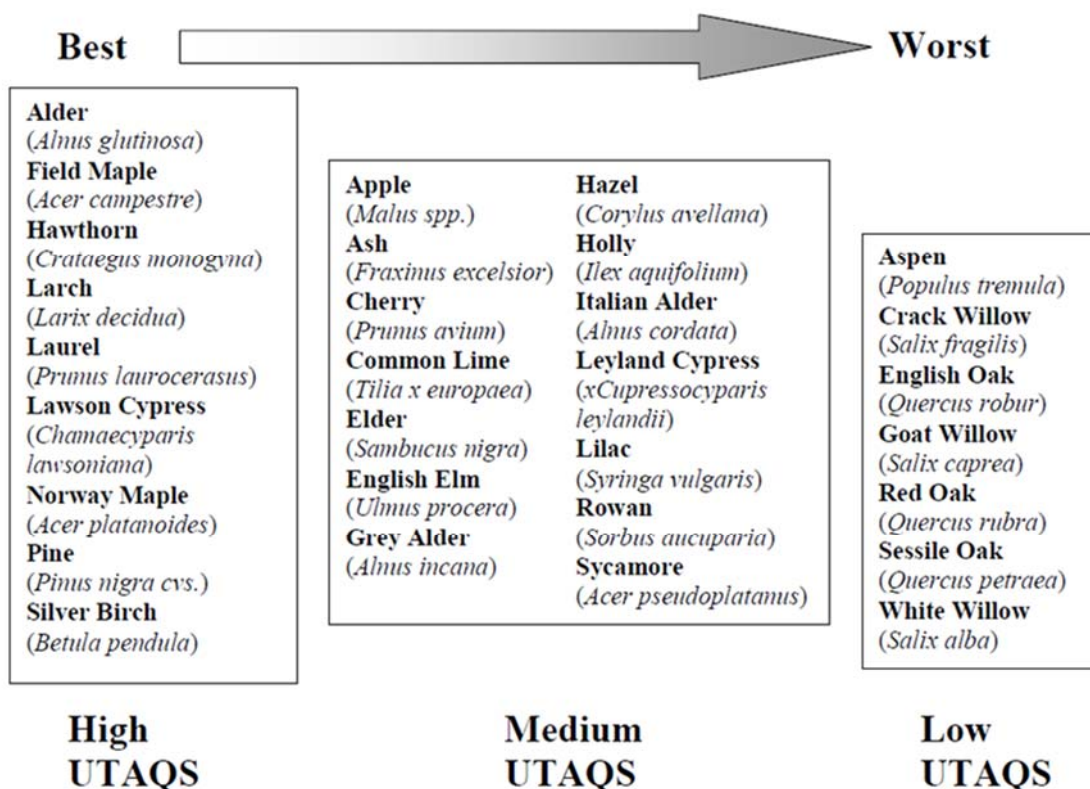 Best
Worst
Alder
(Alnus glutinosa)
Field Maple
(Acer campestre)
Hawthorn
(Crataegus monogyna)
Larch
(Larix decidua)
Laurel
(Prunus laurocerasus)
Lawson Cypress
(Chamaecyparis
lawsoniana)
Norway Maple
(Acer platanoides)
Pine
(Pinus nigra cvs.)
Silver Birch
(Betula pendula)
Apple
(Malus spp.)
Ash
(Fraxinus excelsior)
Cherry
(Prunus avium)
Common Lime
(Tilia x europaea)
Elder
(Sambucus nigra)
English Elm
(Ulmus procera)
Grey Alder
(Alnus incana)
Hazel
(Corylus avellana)
Holly
(Ilex aquifolium)
Italian Alder
(Alnus cordata)
Leyland Cypress
(xCupressocyparis
leylandii)
Lilac
(Syringa vulgaris)
Rowan
(Sorbus aucuparia)
Sycamore
(Acer pseudoplatanus)
Aspen
(Populus tremula)
Crack Willow
(Salix fragilis)
English Oak
(Quercus robur)
Goat Willow
(Salix caprea)
Red Oak
(Quercus rubra)
Sessile Oak
(Quercus petraea)
White Willow
(Salix alba)
High
UTAQS
Medium
UTAQS
Low
UTAQS